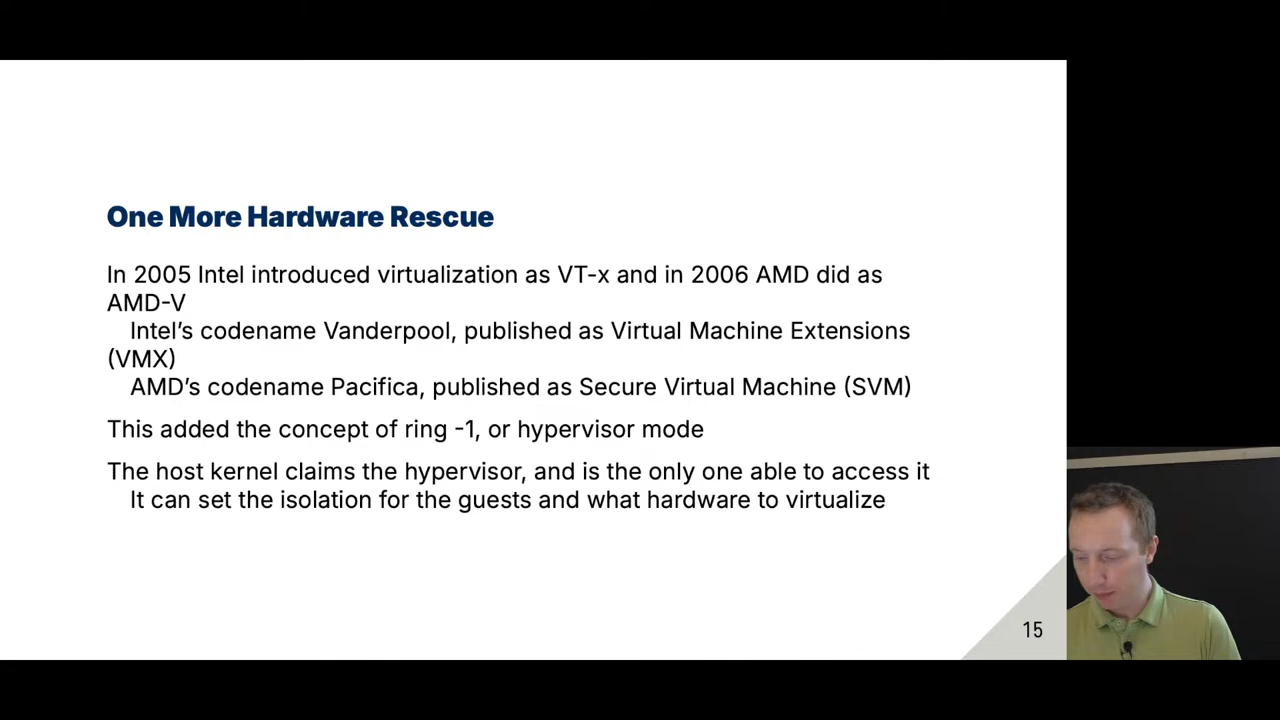 One More Hardware Rescue
In 2005 Intel introduced virtualization as VT-x and in 2006 AMD did as
AMD-V
Intel’s codename Vanderpool, published as Virtual Machine Extensions
(VMX)
AMD’s codename Pacifica, published as Secure Virtual Machine (SVM)
This added the concept of ring -1, or hypervisor mode
The host kernel claims the hypervisor, and is the only one able to access it
It can set the isolation for the guests and what hardware to virtualize
15